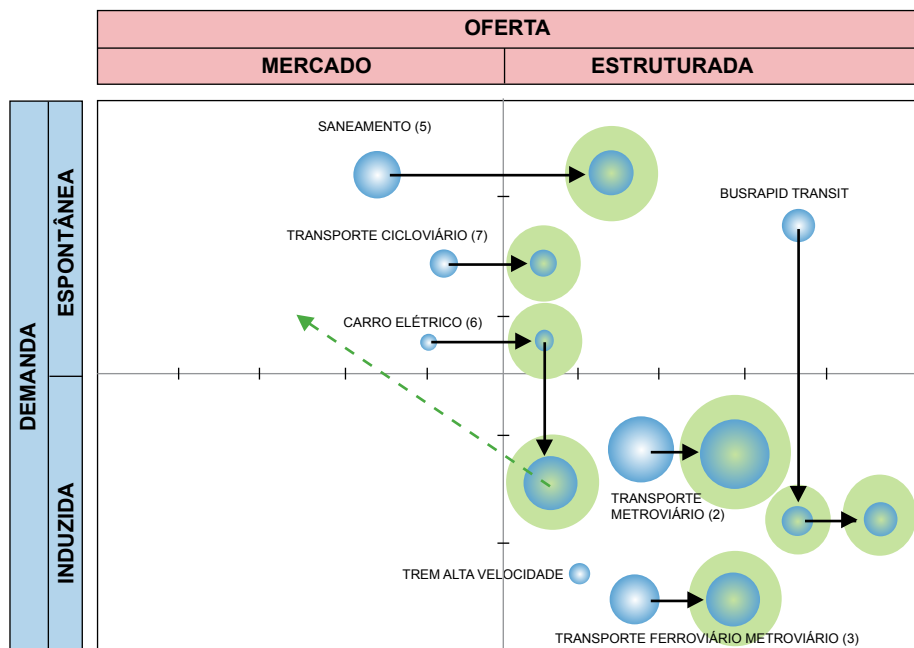 OFERTA
MERCADO
ESTRUTURADA
DEMANDA
ESPONTÂNEA
INDUZIDA
SANEAMENTO (5)
BUSRAPID TRANSIT
TRANSPORTE CICLOVIÁRIO (7)
CARRO ELÉTRICO (6)
TRANSPORTE
METROVIÁRIO (2)
TREM ALTA VELOCIDADE
TRANSPORTE FERROVIÁRIO METROVIÁRIO (3)